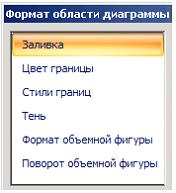 Формат области диаграммы
Заливка
Цвет границы
Стили границ
Тень
Формат объемной фигуры
Поворот объемной фигуры